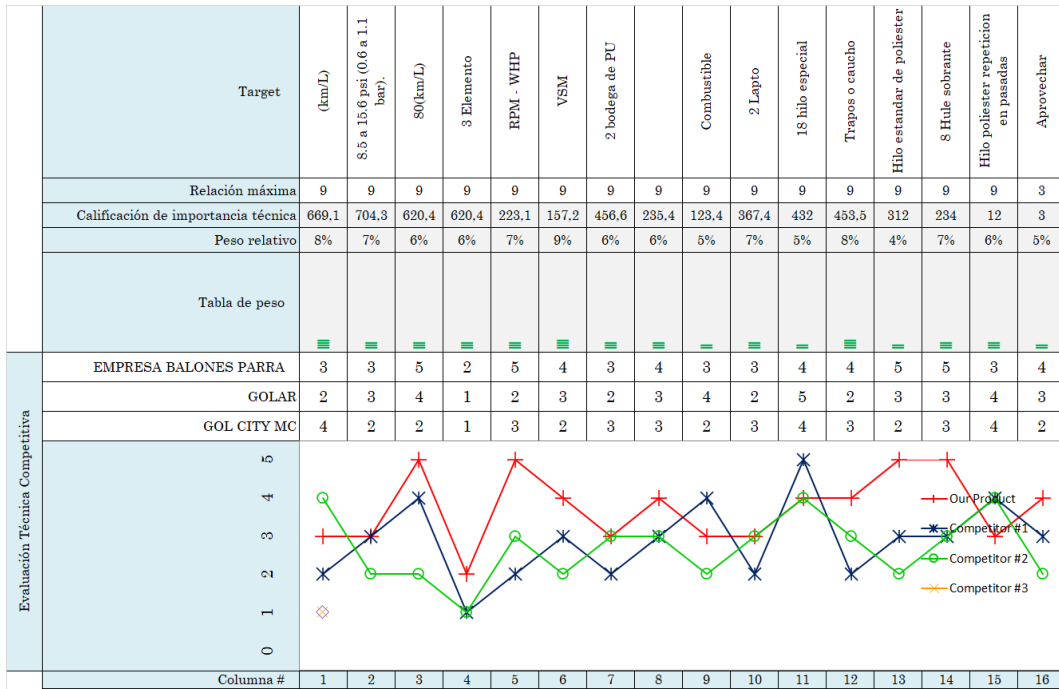 Target
(km/L)
8.5 a 15.6 psi (0.6 a 1.1
bar).
80(km/L)
3 Elemento
RPM - WHP
VSM
2 bodega de PU
Combustible
2 Lapto
18 hilo especial
Trapos o caucho
Hilo estandar de poliester
8 Hule sobrante
Hilo poliester repeticion
en pasadas
Aprovechar
Relación máxima 9 9 9 9 9 9 9 9 9 9 9 9 9 9 9 3
Calificación de importancia técnica 669,1 704,3 620,4 620,4 223,1 157,2 456,6 235,4 123,4 367,4 432 453,5 312 234 12 3
Peso relativo 8% 7% 6% 6% 7% 9% 6% 6% 5% 7% 5% 8% 4% 7% 6% 5%
Tabla de peso
Evaluación Técnica Competitiva
EMPRESA BALONES PARRA 3 3 5 2 5 4 3 4 3 3 4 4 5 5 3 4
GOLAR 2 3 4 1 2 3 2 3 4 2 5 2 3 3 4 3
GOL CITY MC 4 2 2 1 3 2 3 3 2 3 4 3 2 3 4 2
5
4
3
2
1
0
Our Product
Competitor #1
Competitor #2
Competitor #3
Columna # 1 2 3 4 5 6 7 8 9 10 11 12 13 14 15 16